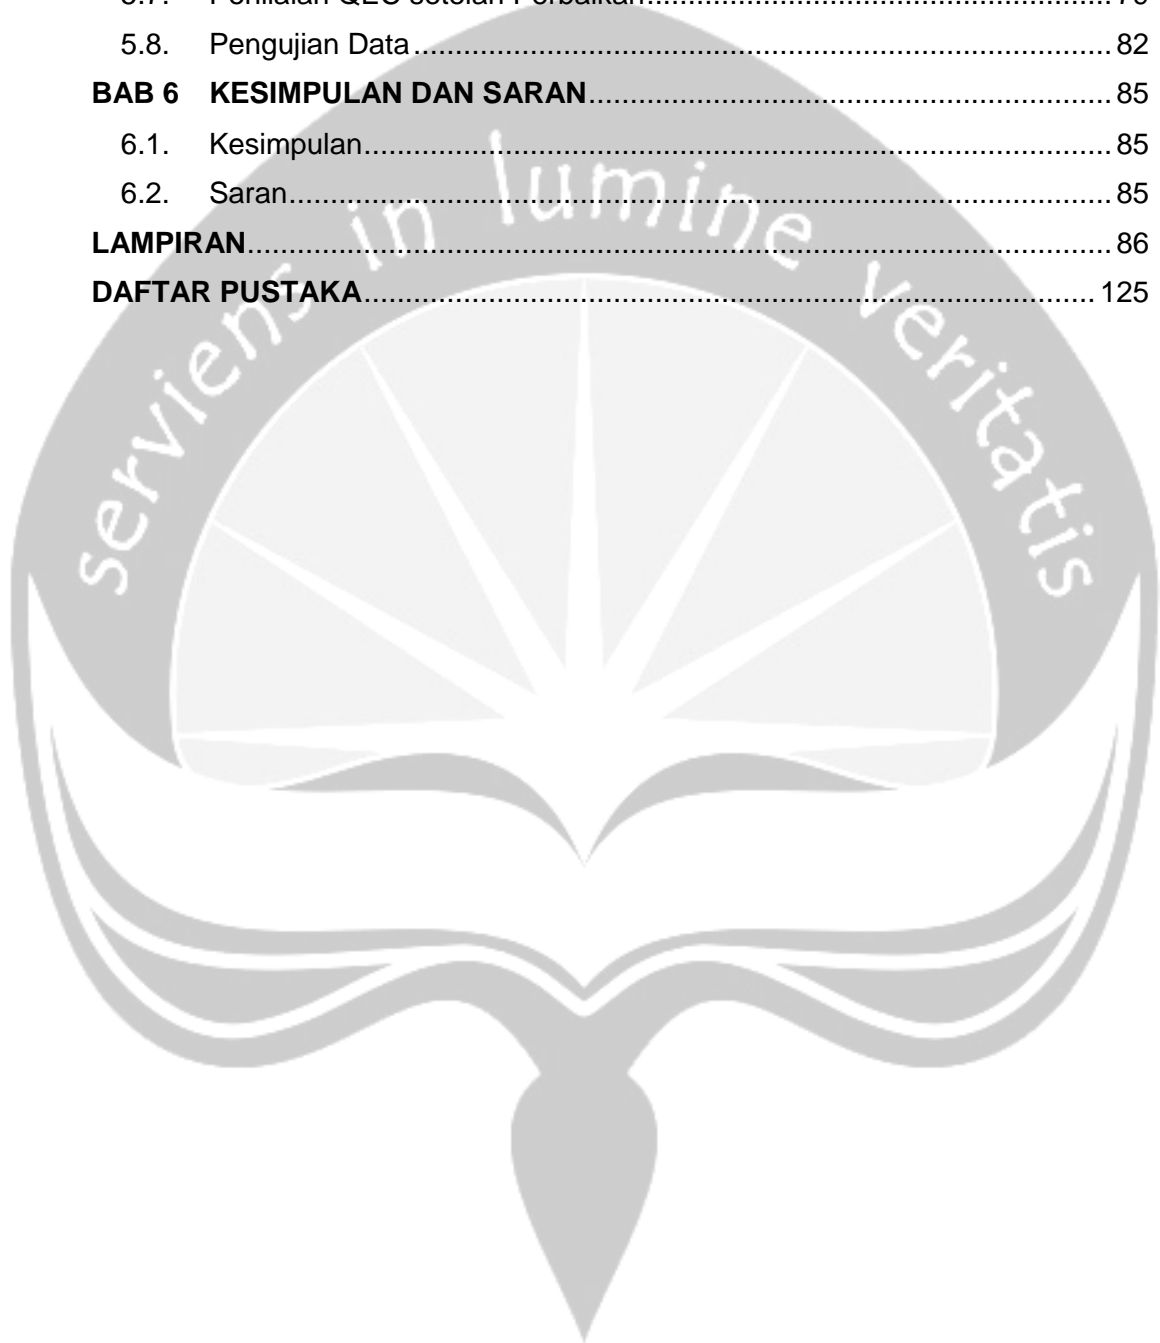 5.8. Pengujian Data........................................................................................ 82
BAB 6 KESIMPULAN DAN SARAN................................................................. 85
6.1. Kesimpulan............................................................................................. 85
6.2. Saran...................................................................................................... 85
LAMPIRAN............................................................................................................ 86
DAFTAR PUSTAKA........................................................................................... 125
serviens in lumine veritatis